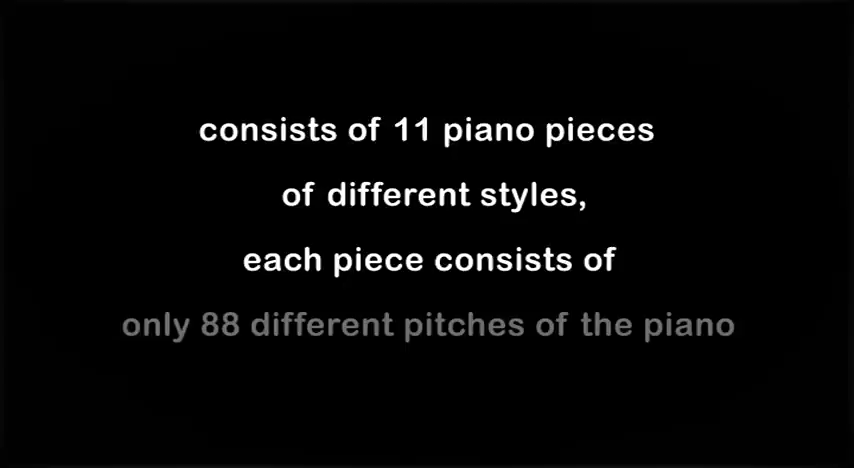 consists of 11 piano pieces
of different styles,
each piece consists of
only 88 different pitches of the piano